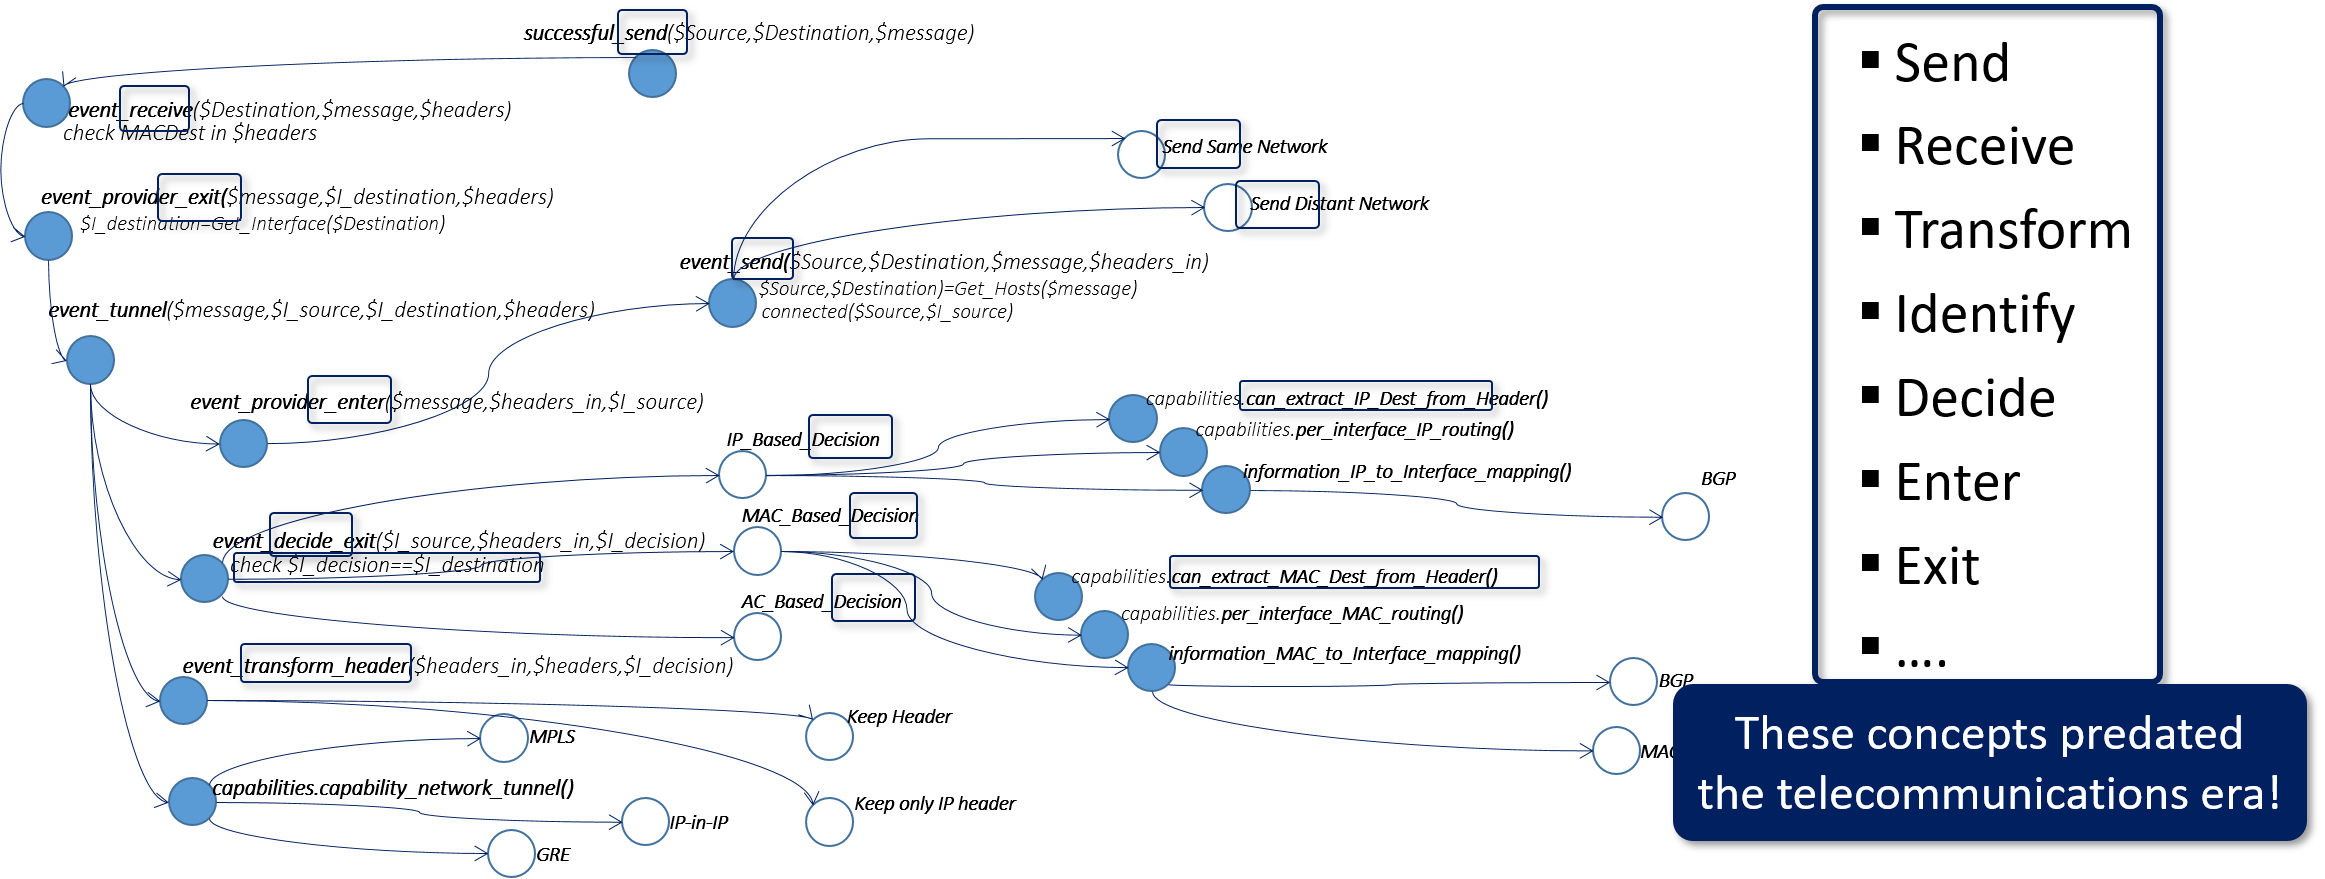 successful_send($Source,$Destination,$message)
event_receive($Destination,$message,$headers)
check MACDest in $headers
event_provider_exit($message,$I_destination,$headers)
$I_destination=Get_Interface($Destination)
Send Same Network
Send Distant Network
event_send($Source,$Destination,$message,$headers_in)
$Source,$Destination)=Get_Hosts($message)
connected($Source,$I_source)
event_tunnel($message,$I_source,$I_destination,$headers)
event_provider_enter($message,$headers_in,$I_source)
IP_Based_Decision
capabilities.can_extract_IP_Dest_from_Header()
capabilities.per_interface_IP_routing()
information_IP_to_Interface_mapping()
BGP
MAC_Based_Decision
event_decide_exit($I_source,$headers_in,$I_decision)
check $I_decision==$I_destination
capabilities.can_extract_MAC_Dest_from_Header()
AC_Based_Decision
capabilities.per_interface_MAC_routing()
information_MAC_to_Interface_mapping()
event_transform_header($headers_in,$headers,$I_decision)
BGP
Keep Header
MPLS
capabilities.capability_network_tunnel()
Keep only IP header
IP-in-IP
GRE
▪ Send
▪ Receive
▪ Transform
▪ Identify
▪ Decide
▪ Enter
▪ Exit
▪ ....
These concepts predated
the telecommunications era!